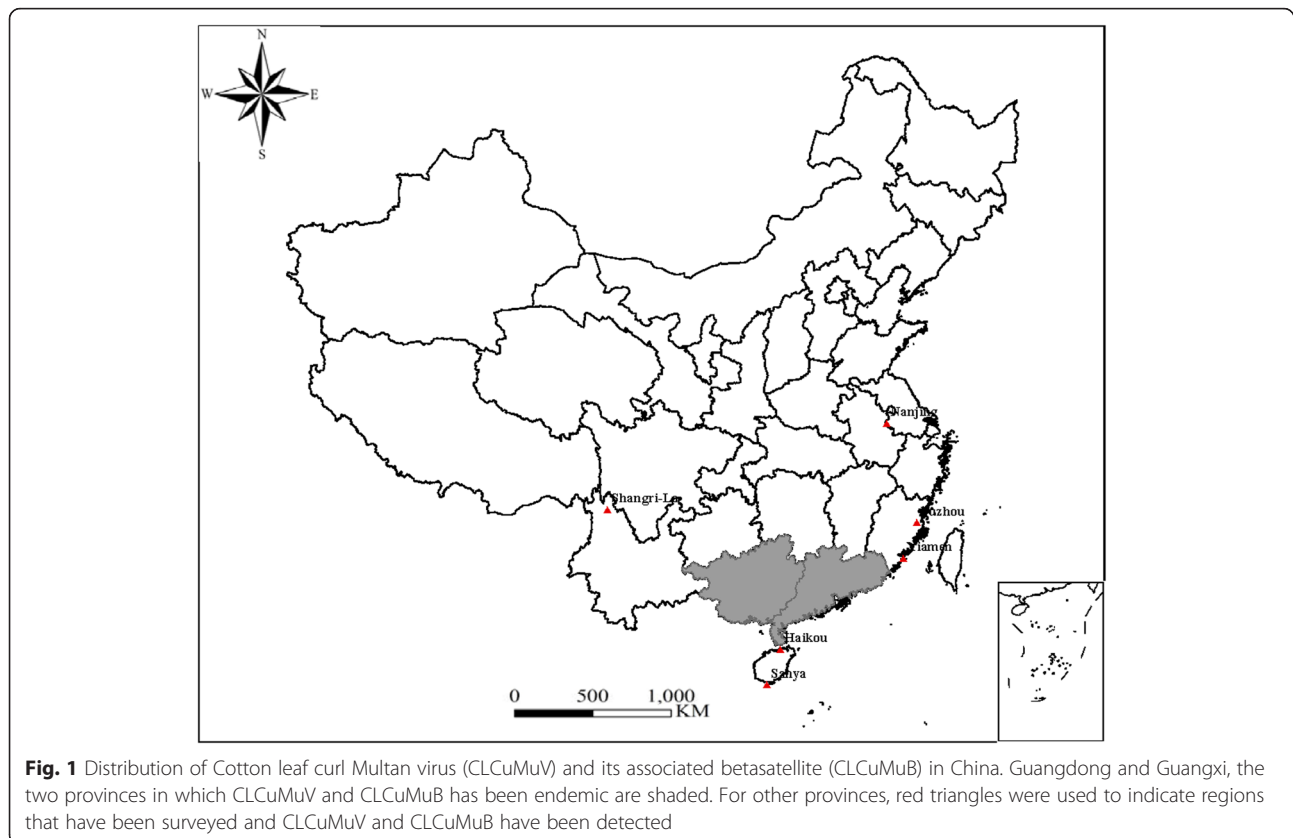 N
W E
S
Nanjing
Shangri-La
uzhou
iamen
Haikou
Sanya
0 500 1,000
KM
Fig. 1 Distribution of Cotton leaf curl Multan virus (CLCuMuV) and its associated betasatellite (CLCuMuB) in China. Guangdong and Guangxi, the
two provinces in which CLCuMuV and CLCuMuB has been endemic are shaded. For other provinces, red triangles were used to indicate regions
that have been surveyed and CLCuMuV and CLCuMuB have been detected